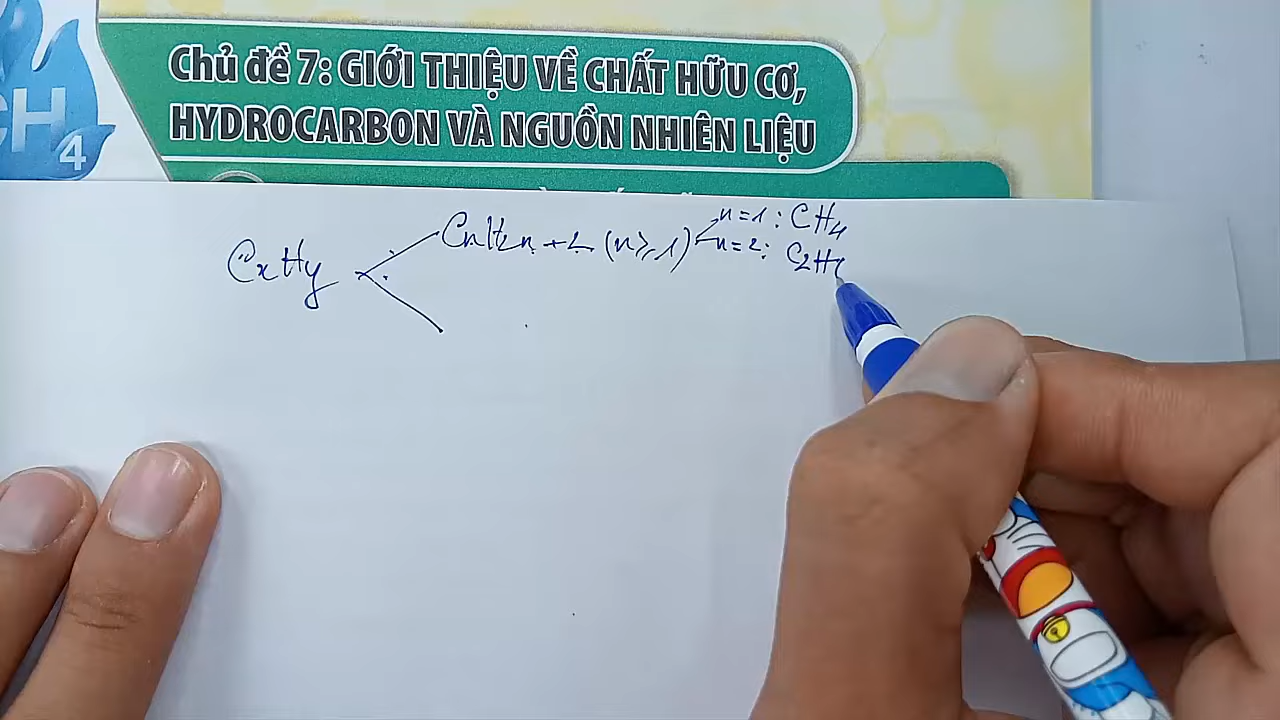 Chủ đề 7: GIỚI THIỆU VỀ CHẤT HỮU CƠ,
HYDROCARBON VÀ NGUỒN NHIÊN LIỆU
CH4
CxHy
CnH2n+2 (n≥1)
n=1: CH4
n=2: C2H6